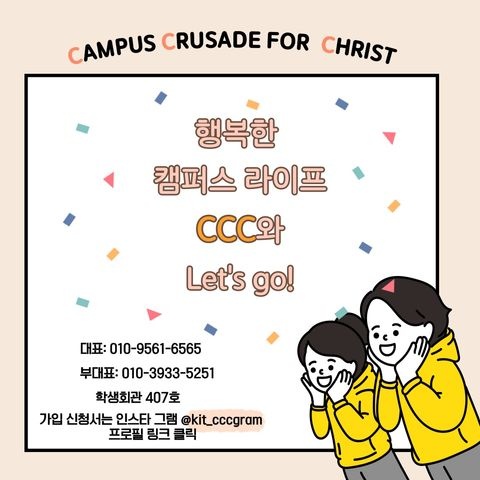 CAMPUS CRUSADE FOR CHRIST
행복한
캠퍼스 라이프
CCC와
Let's go!
대표: 010-9561-6565
부대표: 010-3933-5251
학생회관 407호
가입 신청서는 인스타 그램 @kit_cccgram
프로필 링크 클릭